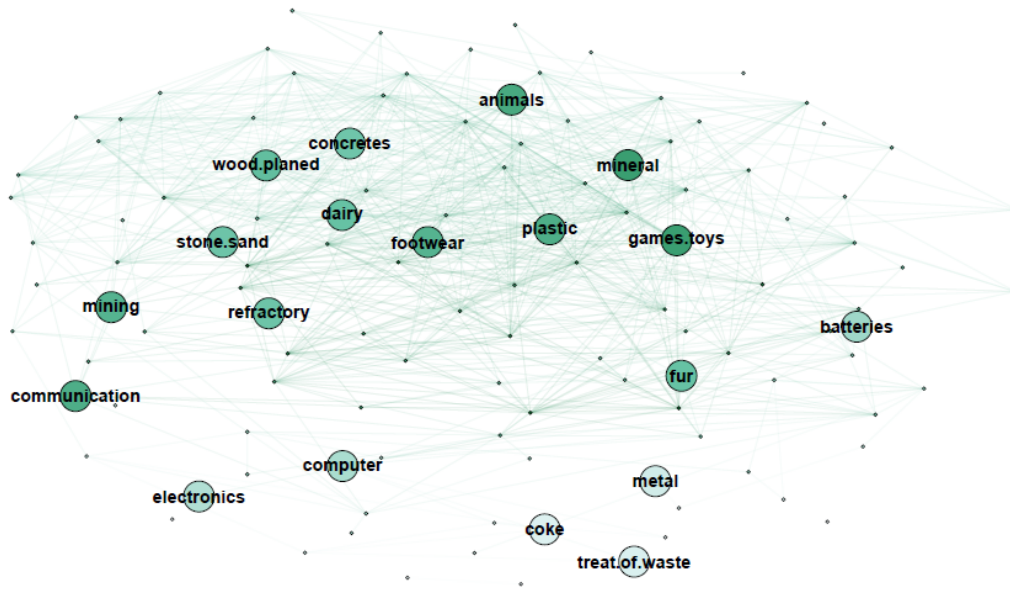 animals
concretes
wood.planed
mineral
dairy
stone.sand
footwear
plastic
games.toys
mining
refractory
batteries
fur
communication
computer
electronics
metal
coke
treat.of.waste